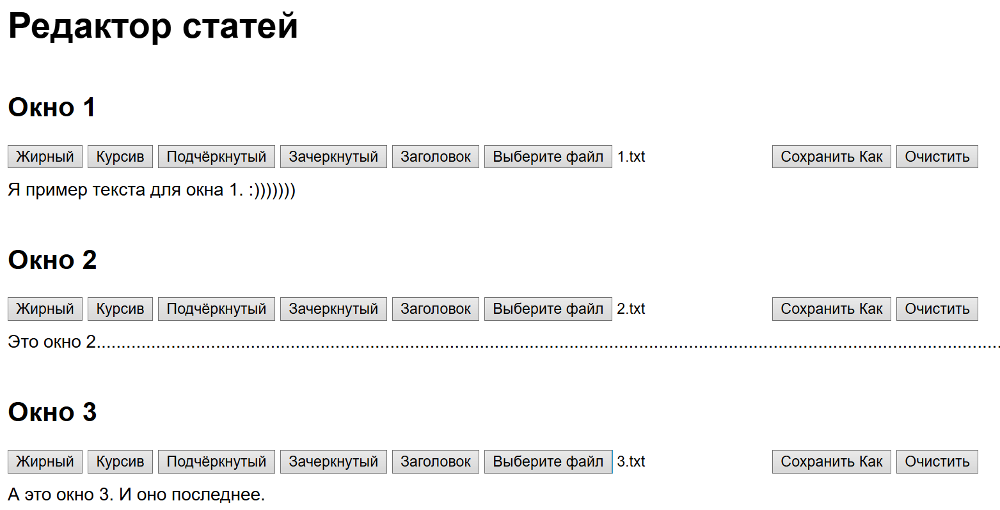 Редактор статей
Окно 1
Жирный Курсив Подчёркнутый Зачеркнутый Заголовок Выберите файл 1.txt Сохранить Как Очистить
Я пример текста для окна 1. :)))))))
Окно 2
Жирный Курсив Подчёркнутый Зачеркнутый Заголовок Выберите файл 2.txt Сохранить Как Очистить
Это окно 2....................................................................................................................................................................................
Окно 3
Жирный Курсив Подчёркнутый Зачеркнутый Заголовок Выберите файл 3.txt Сохранить Как Очистить
А это окно 3. И оно последнее.